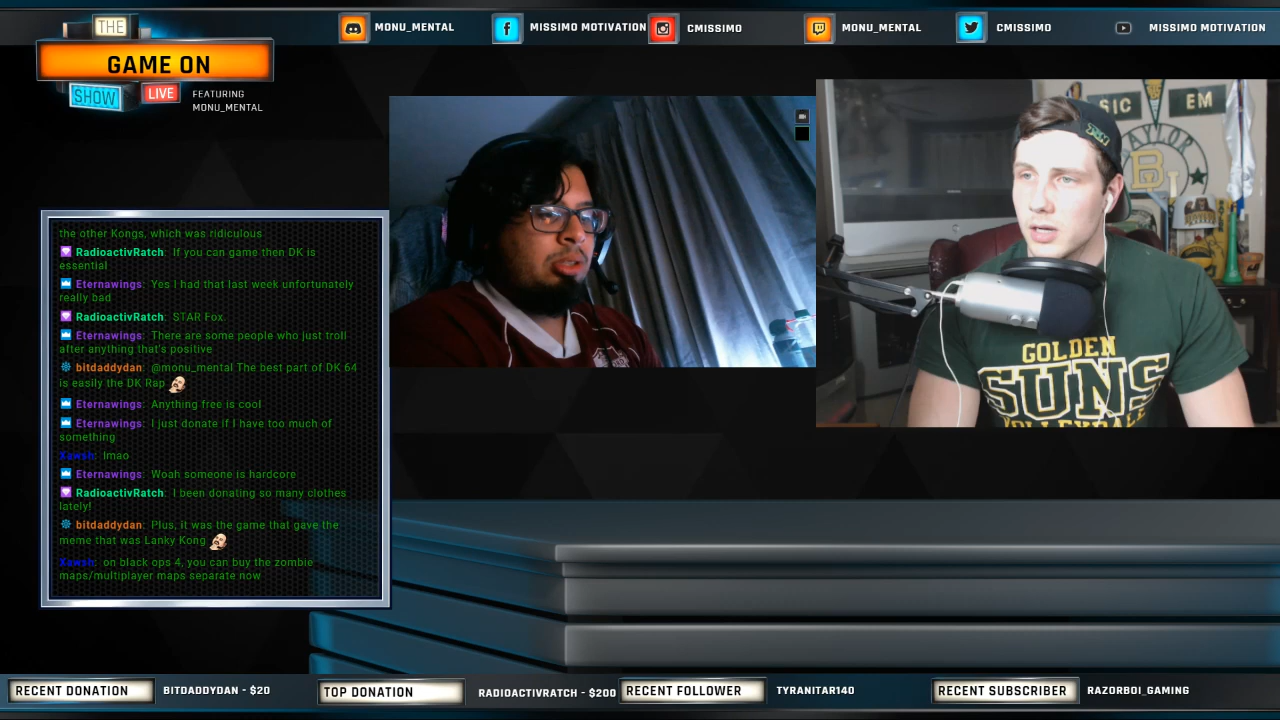 THE
GAME ON
SHOW
LIVE
FEATURING
MONU_MENTAL
MONU_MENTAL
MISSIMO MOTIVATION
CMISSIMO
MONU_MENTAL
CMISSIMO
MISSIMO MOTIVATION
the other Kongs, which was ridiculous
RadioactivRatch: If you can game then DK is
essential
Eternawings: Yes I had that last week unfortunately
really bad
RadioactivRatch: STAR Fox.
Eternawings: There are some people who just troll
after anything that's positive
bitdaddydan: @monu_mental The best part of DK 64
is easily the DK Rap
Eternawings: Anything free is cool
Eternawings: I just donate if I have too much of
something
Xawsh: lmao
Eternawings: Woah someone is hardcore
RadioactivRatch: I been donating so many clothes
lately!
bitdaddydan: Plus, it was the game that gave the
meme that was Lanky Kong
Xawsh: on black ops 4, you can buy the zombie
maps/multiplayer maps separate now
SIC EM
B
GOLDEN
SUNS
VOLLEYBALL
RECENT DONATION
BITDADDYDAN - $20
TOP DONATION
RADIOACTIVRATCH - $200
RECENT FOLLOWER
TYRANITAR140
RECENT SUBSCRIBER
RAZORBOI_GAMING